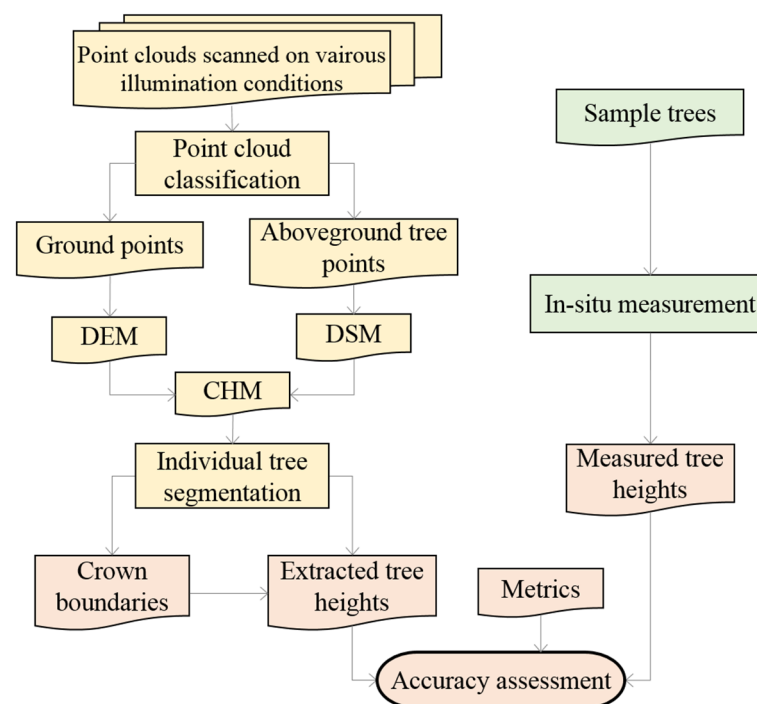 Point clouds scanned on vairous
illumination conditions
Point cloud
classification
Ground points
Aboveground tree
points
DEM
DSM
CHM
Individual tree
segmentation
Crown
boundaries
Extracted tree
heights
Sample trees
In-situ measurement
Measured tree
heights
Metrics
Accuracy assessment